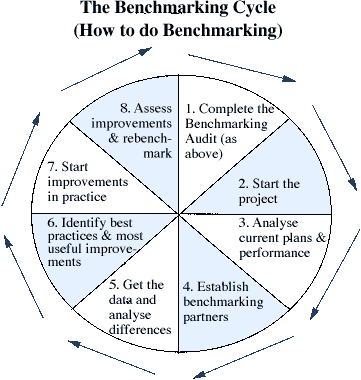 The Benchmarking Cycle
(How to do Benchmarking)
1. Complete the
Benchmarking
Audit (as
above)
2. Start the
project
3. Analyse
current plans &
performance
4. Establish
benchmarking
partners
5. Get the
data and
analyse
differences
6. Identify best
practices & most
useful improve-
ments
7. Start
improvements
in practice
8. Assess
improvements
& rebench-
mark